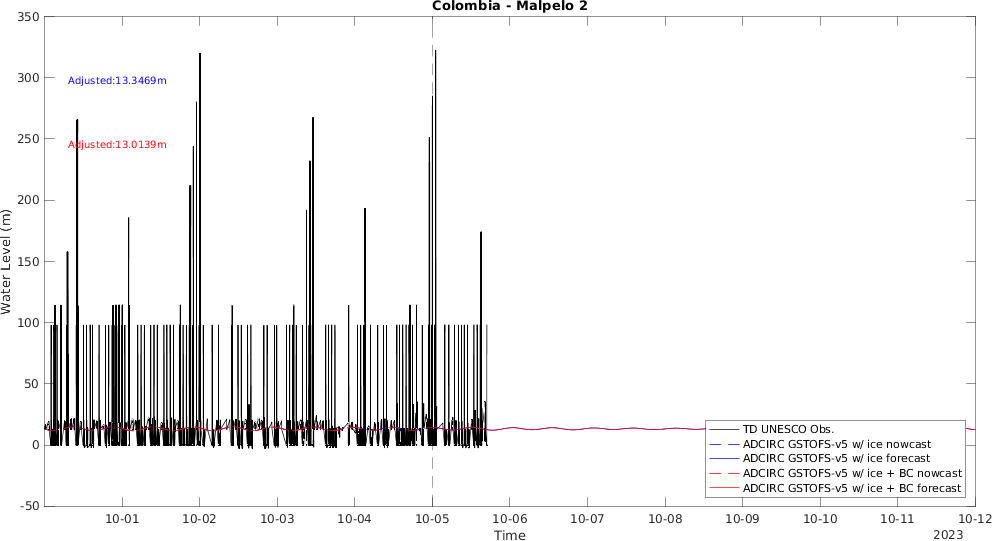 Colombia - Malpelo 2
350
300
250
200
150
100
50
0
-50
Water Level (m)
Adjusted:13.3469m
Adjusted:13.0139m
TD UNESCO Obs.
ADCIRC GSTOFS-v5 w/ ice nowcast
ADCIRC GSTOFS-v5 w/ ice forecast
ADCIRC GSTOFS-v5 w/ ice + BC nowcast
ADCIRC GSTOFS-v5 w/ ice + BC forecast
10-01 10-02 10-03 10-04 10-05 10-06 10-07 10-08 10-09 10-10 10-11 10-12
Time
2023